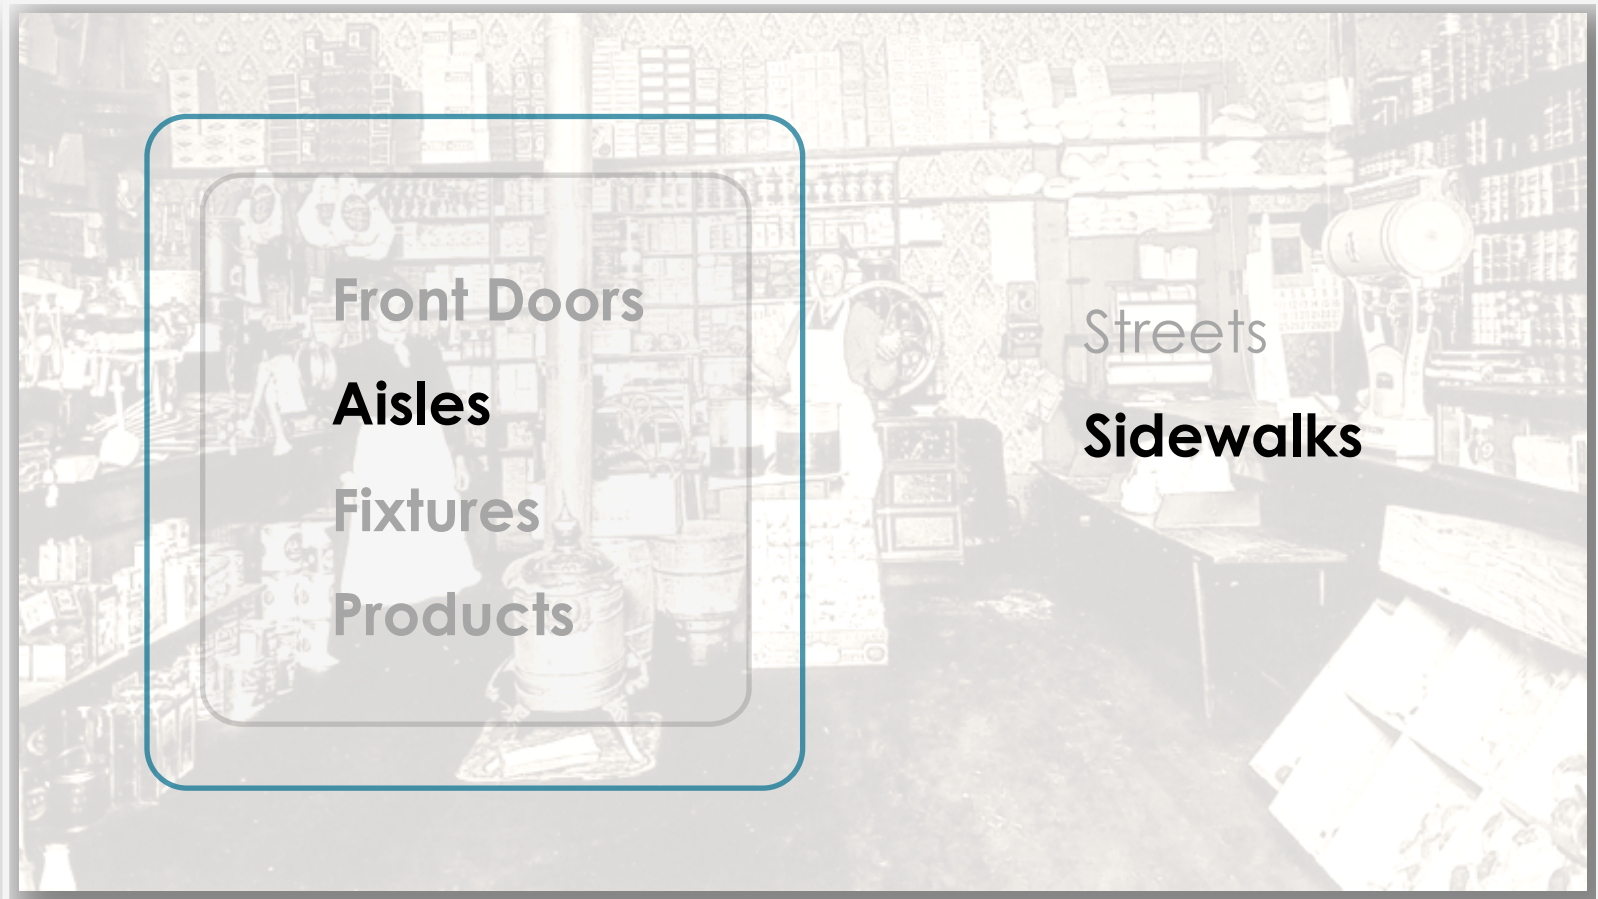 Front Doors
Aisles
Fixtures
Products
Streets
Sidewalks